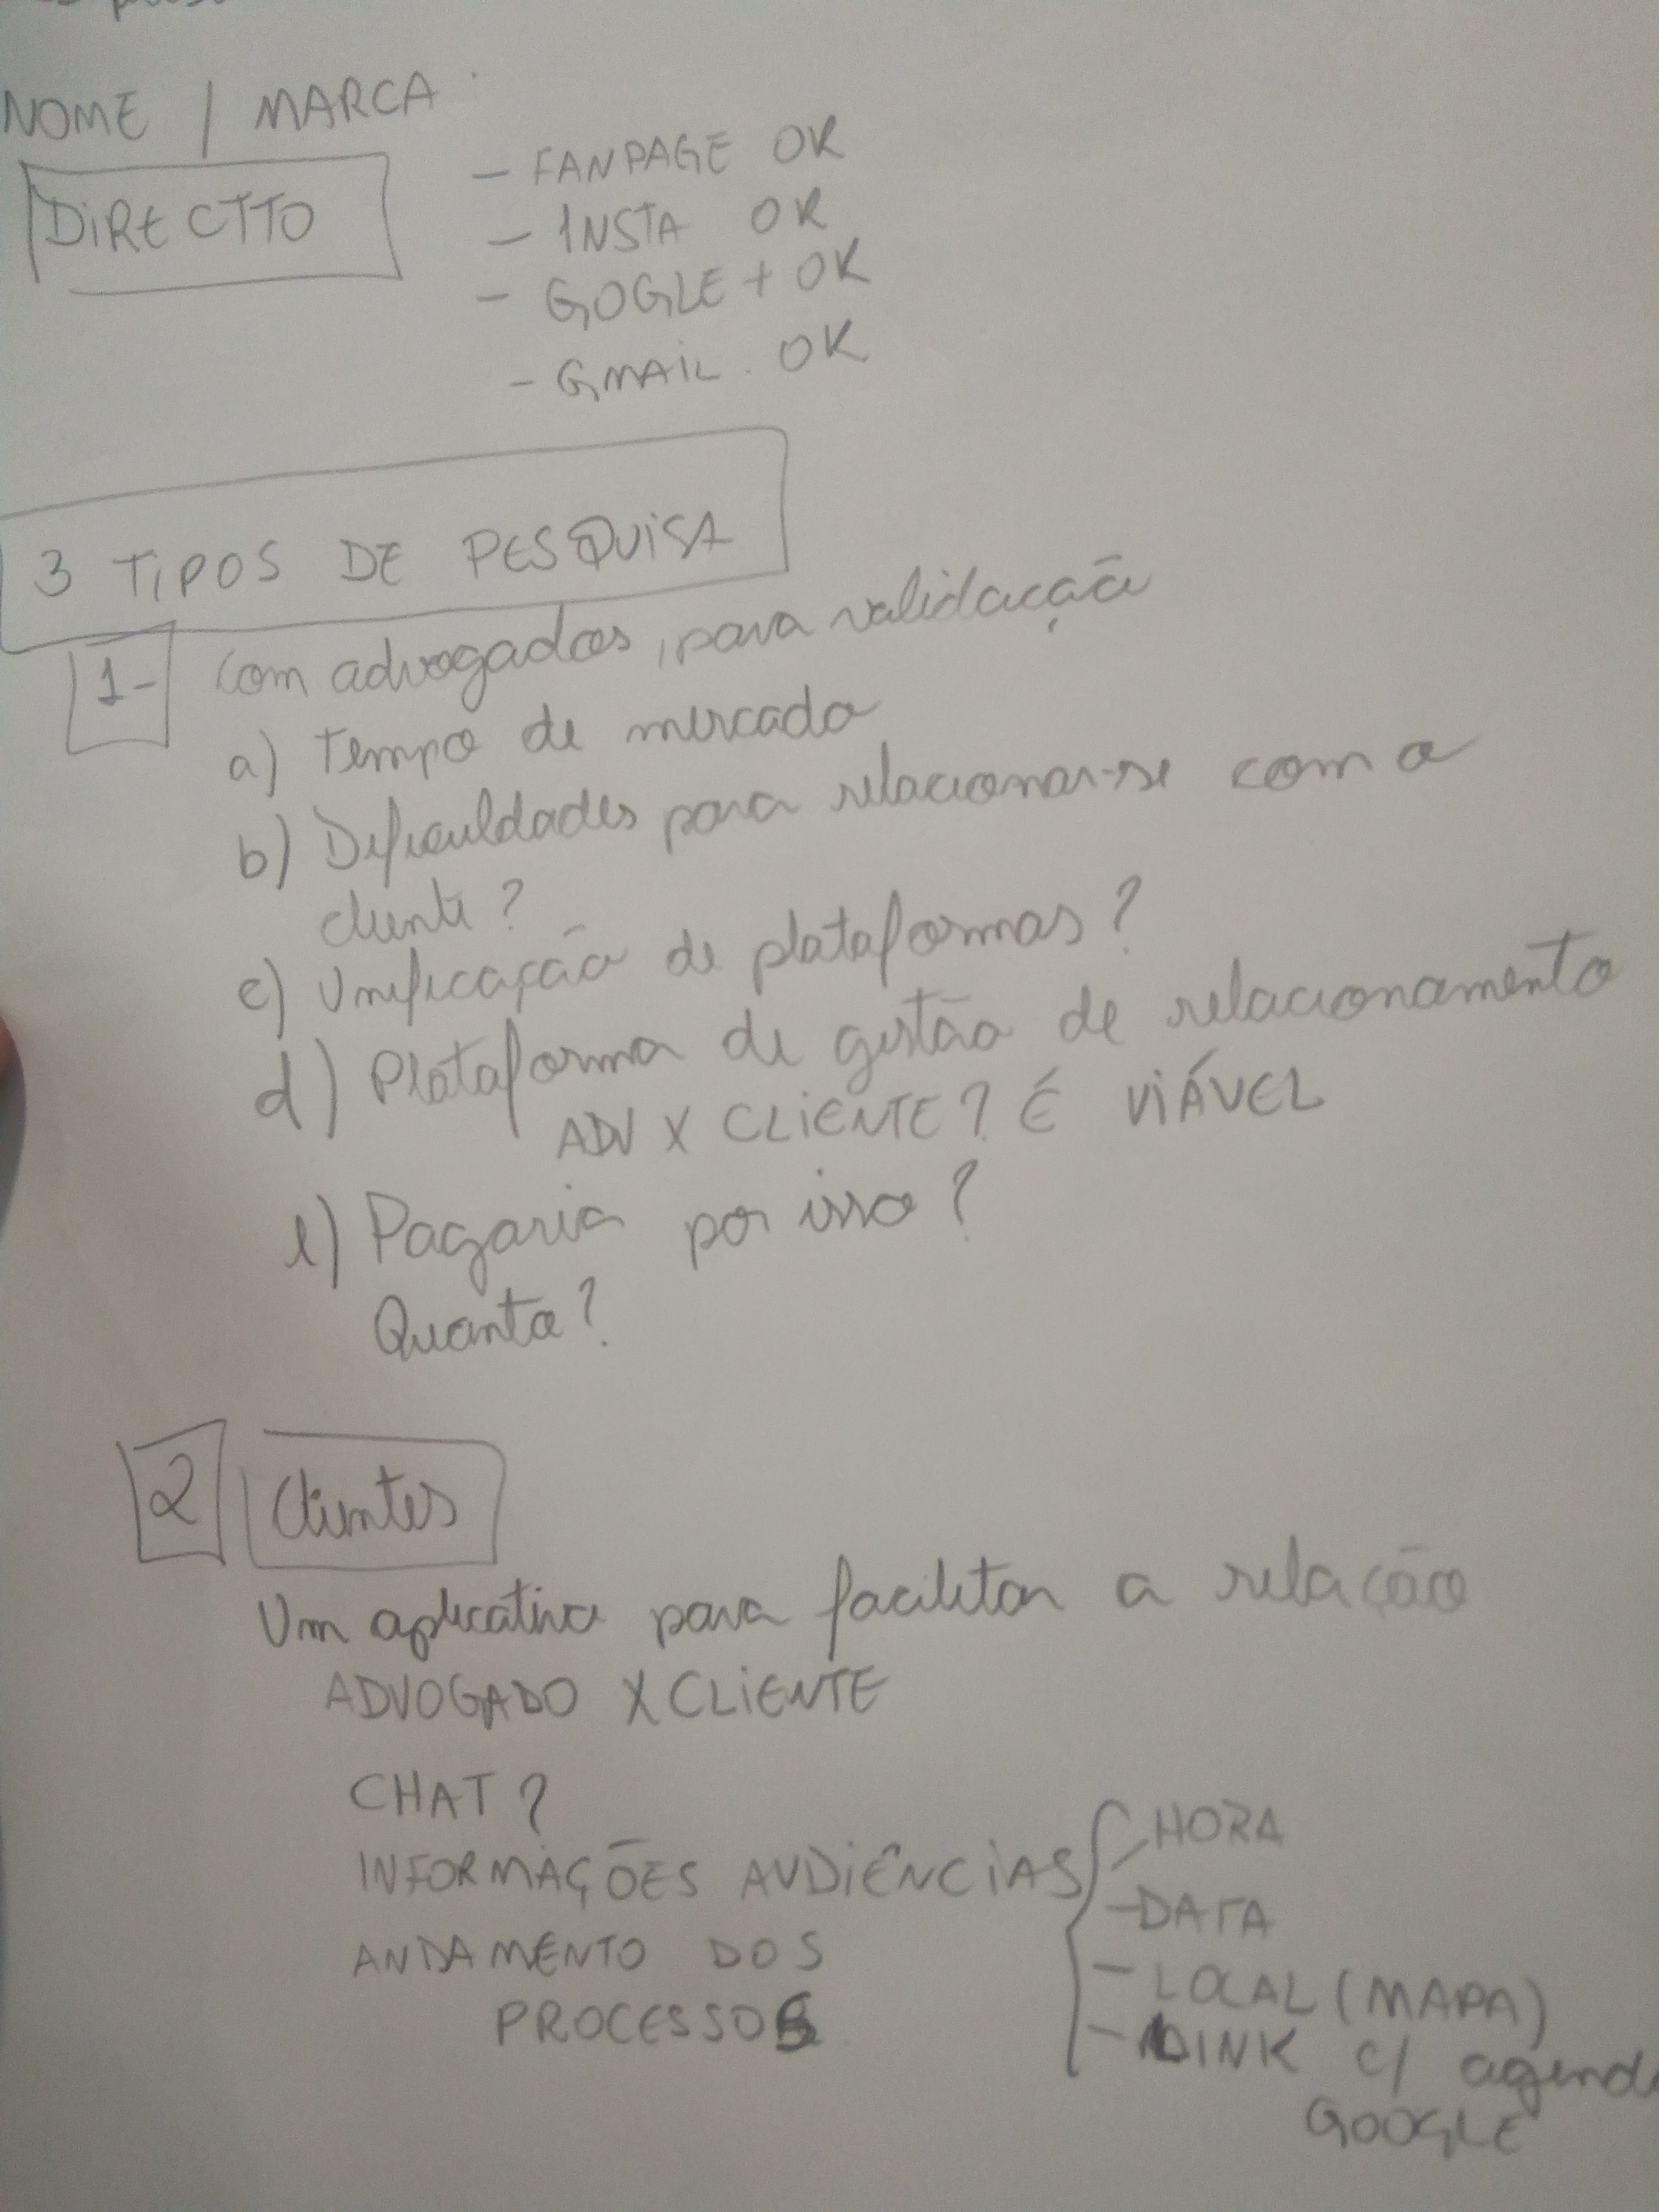 NOME / MARCA
DIRECTTO
- FANPAGE OK
- INSTA OK
- GOGLE + OK
- GMAIL. OK
3 TIPOS DE PESQUISA
1- com advogados, para validação
a) Tempo de mercado
b) Dificuldades para relacionar-se com o
cliente?
c) Unificação de plataformas?
d) Plataforma de gestão de relacionamento
ADV X CLIENTE? É VIÁVEL
e) Pagaria por isso?
Quanto?
2 Clientes
Um aplicativo para facilitar a relação
ADVOGADO X CLIENTE
CHAT?
INFORMAÇÕES AUDIÊNCIAS
- HORA
- DATA
- LOCAL (MAPA)
- LINK c/ agend
GOOGLE
ANDAMENTO DOS
PROCESSOS